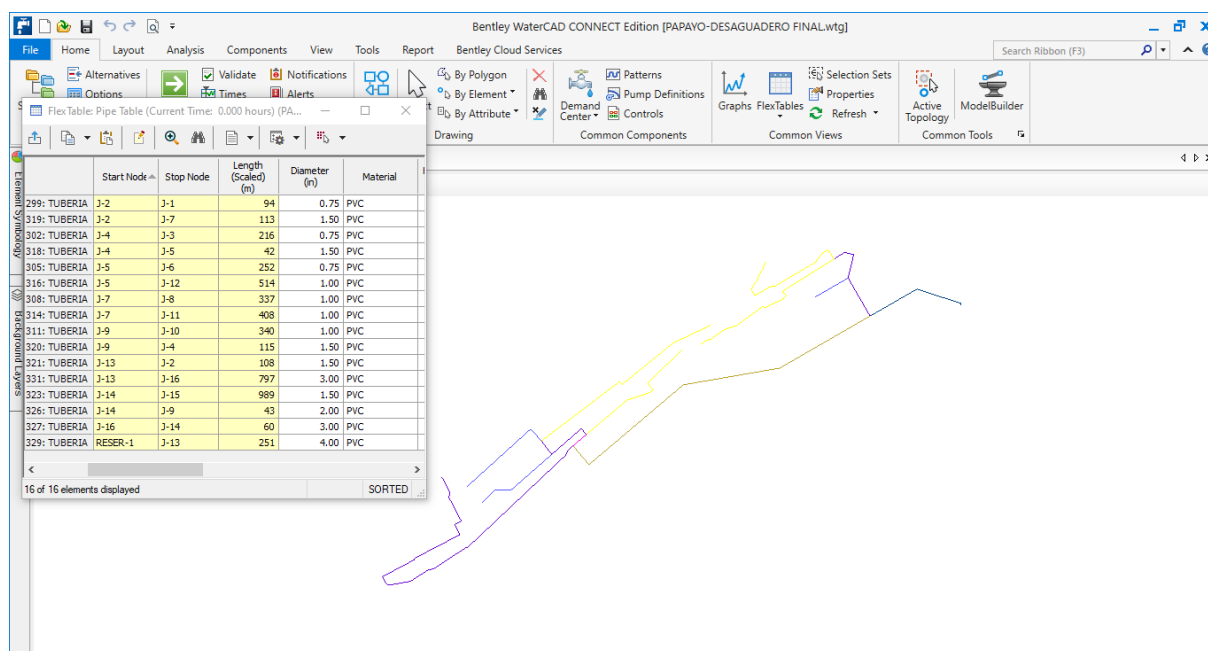 Bentley WaterCAD CONNECT Edition [PAPAYO-DESAGUADERO FINAL.wtg]
File Home Layout Analysis Components View Tools Report Bentley Cloud Services Search Ribbon (F3)
Alternatives Validate Notifications By Polygon Patterns Selection Sets
Options Times Alerts By Element Demand Center Pump Definitions Graphs FlexTables Properties Active Topology ModelBuilder
By Attribute Controls Refresh
Drawing Common Components Common Views Common Tools
FlexTable: Pipe Table (Current Time: 0.000 hours) (PA...
Element Symbology
Background Layers
Start Node Stop Node Length (Scaled) (m) Diameter (in) Material
299: TUBERIA J-2 J-1 94 0.75 PVC
319: TUBERIA J-2 J-7 113 1.50 PVC
302: TUBERIA J-4 J-3 216 0.75 PVC
318: TUBERIA J-4 J-5 42 1.50 PVC
305: TUBERIA J-5 J-6 252 0.75 PVC
316: TUBERIA J-5 J-12 514 1.00 PVC
308: TUBERIA J-7 J-8 337 1.00 PVC
314: TUBERIA J-7 J-11 408 1.00 PVC
311: TUBERIA J-9 J-10 340 1.00 PVC
320: TUBERIA J-9 J-4 115 1.50 PVC
321: TUBERIA J-13 J-2 108 1.50 PVC
331: TUBERIA J-13 J-16 797 3.00 PVC
323: TUBERIA J-14 J-15 989 1.50 PVC
326: TUBERIA J-14 J-9 43 2.00 PVC
327: TUBERIA J-16 J-14 60 3.00 PVC
329: TUBERIA RESER-1 J-13 251 4.00 PVC
16 of 16 elements displayed SORTED